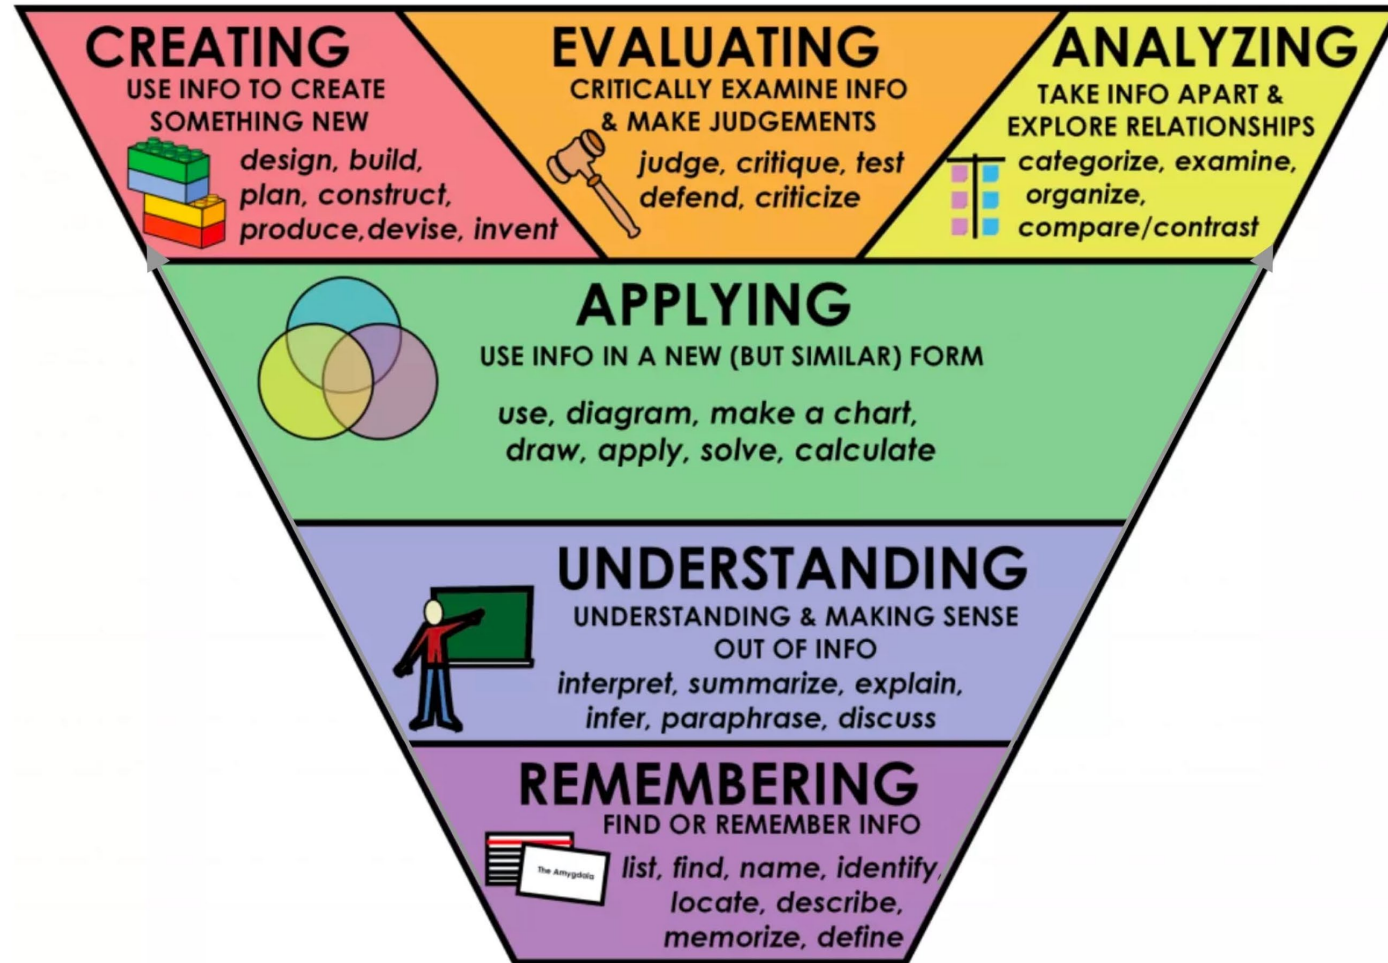 CREATING
USE INFO TO CREATE
SOMETHING NEW
design, build,
plan, construct,
produce,devise, invent
EVALUATING
CRITICALLY EXAMINE INFO
& MAKE JUDGEMENTS
judge, critique, test
defend, criticize
ANALYZING
TAKE INFO APART &
EXPLORE RELATIONSHIPS
categorize, examine,
organize,
compare/contrast
APPLYING
USE INFO IN A NEW (BUT SIMILAR) FORM
use, diagram, make a chart,
draw, apply, solve, calculate
UNDERSTANDING
UNDERSTANDING & MAKING SENSE
OUT OF INFO
interpret, summarize, explain,
infer, paraphrase, discuss
REMEMBERING
FIND OR REMEMBER INFO
The Amygdala
list, find, name, identify,
locate, describe,
memorize, define